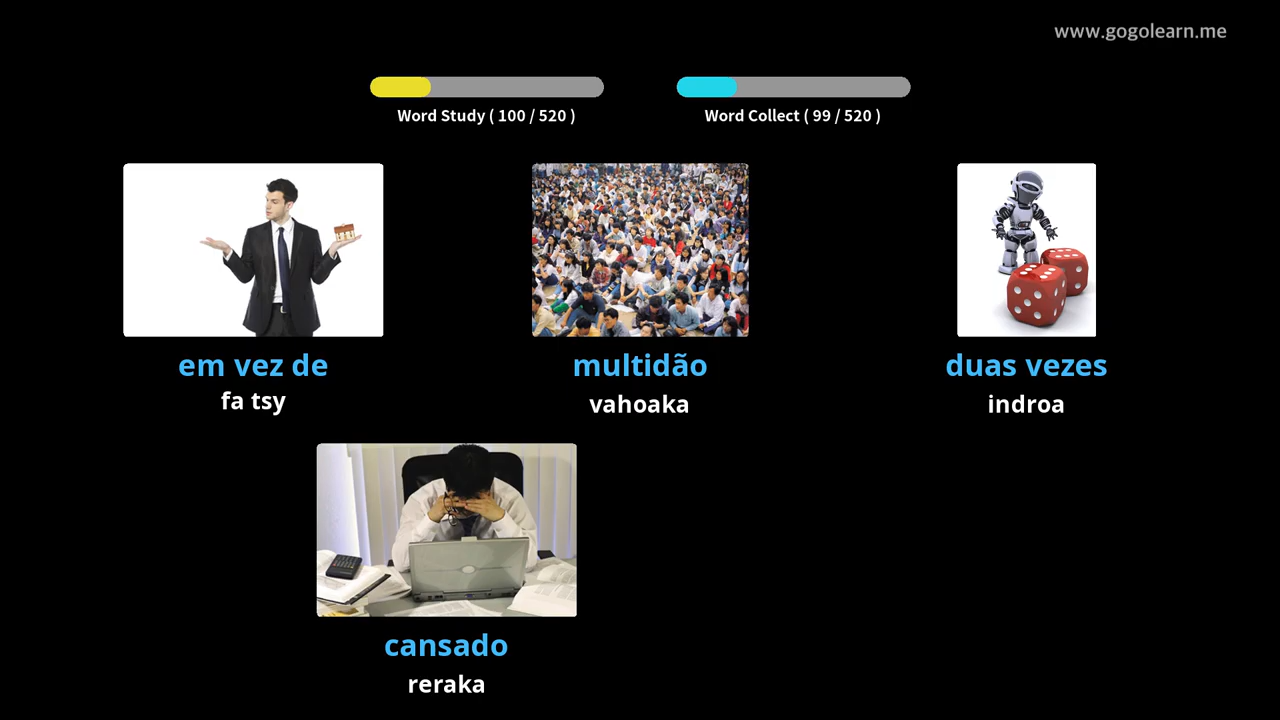 www.gogolearn.me
Word Study ( 100 / 520 )
Word Collect ( 99 / 520 )
em vez de
fa tsy
multidão
vahoaka
duas vezes
indroa
cansado
reraka